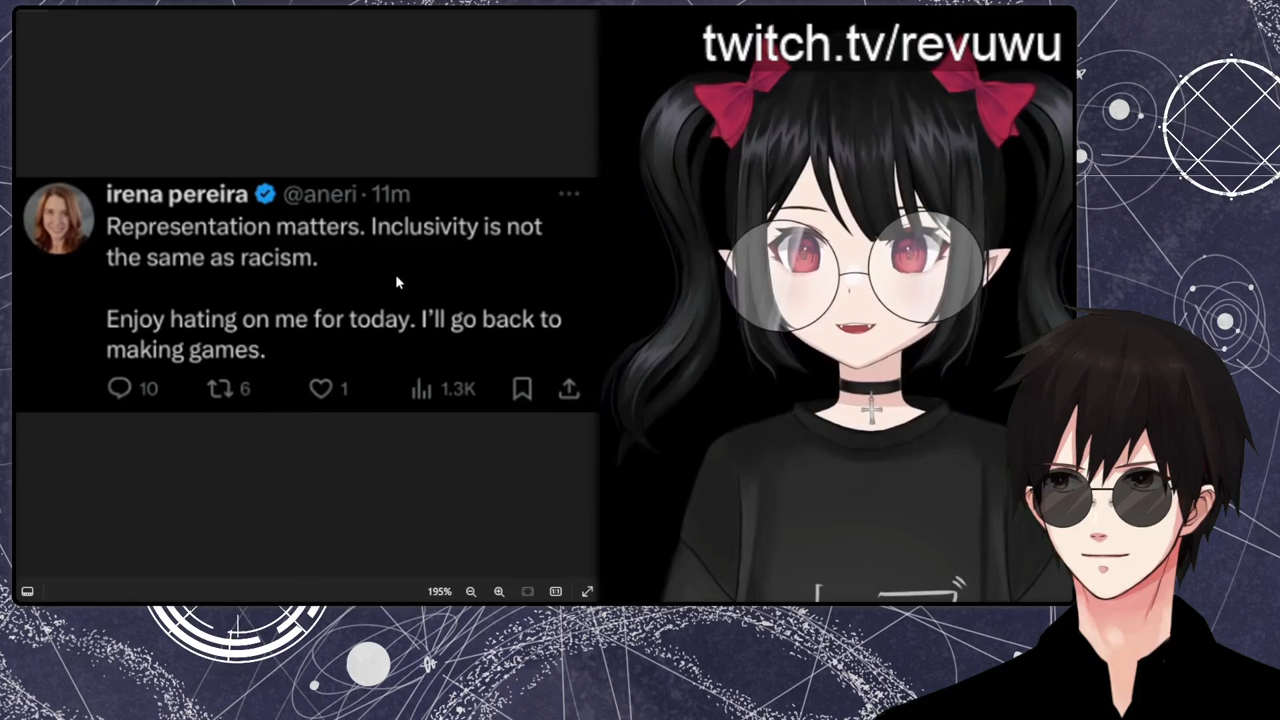 twitch.tv/revuwu
irena pereira @aneri · 11m
Representation matters. Inclusivity is not
the same as racism.
Enjoy hating on me for today. I’ll go back to
making games.
10 6 1 1.3K
195%